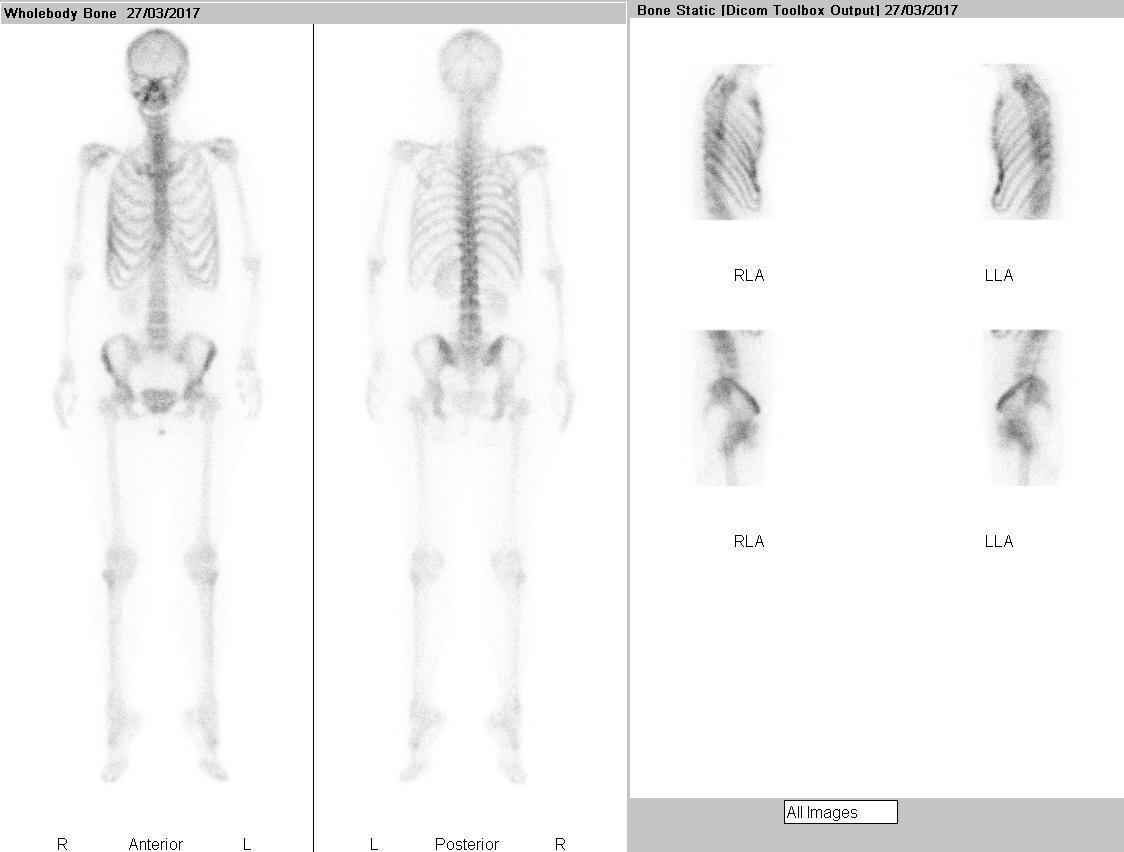 Wholebody Bone 27/03/2017
Bone Static [Dicom Toolbox Output] 27/03/2017
RLA LLA
RLA LLA
All Images
R Anterior L L Posterior R